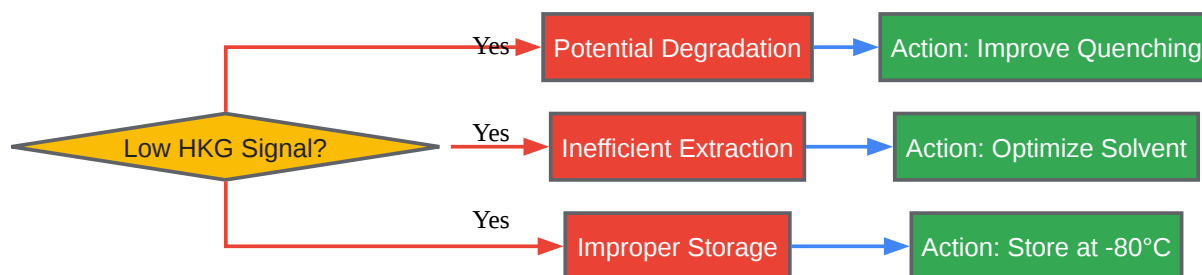 Yes
Potential Degradation
Action: Improve Quenching
Low HKG Signal?
Yes
Inefficient Extraction
Action: Optimize Solvent
Yes
Improper Storage
Action: Store at -80°C